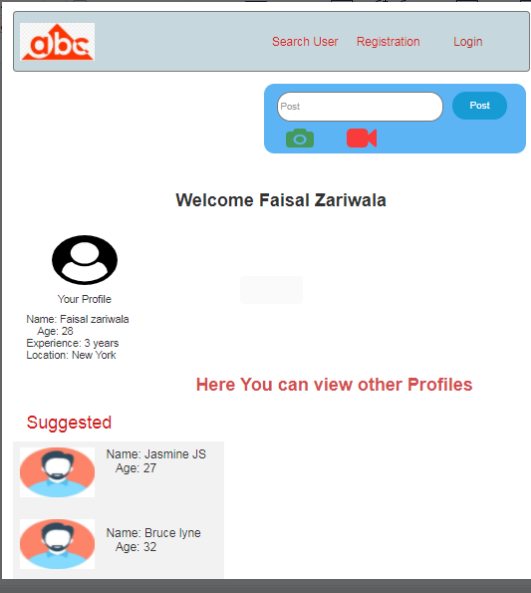 abc
Search User Registration Login
Post Post
Welcome Faisal Zariwala
Your Profile
Name: Faisal zariwala
Age: 28
Experience: 3 years
Location: New York
Here You can view other Profiles
Suggested
Name: Jasmine JS
Age: 27
Name: Bruce lyne
Age: 32